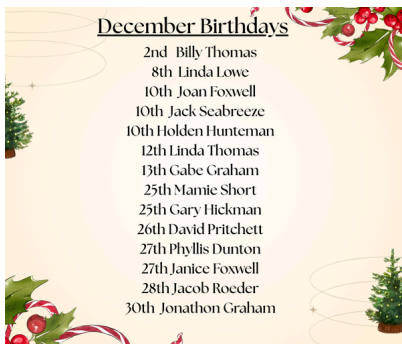 December Birthdays
2nd Billy Thomas
8th Linda Lowe
10th Joan Foxwell
10th Jack Seabreeze
10th Holden Hunteman
12th Linda Thomas
13th Gabe Graham
25th Mamie Short
25th Gary Hickman
26th David Pritchett
27th Phyllis Dunton
27th Janice Foxwell
28th Jacob Roeder
30th Jonathon Graham